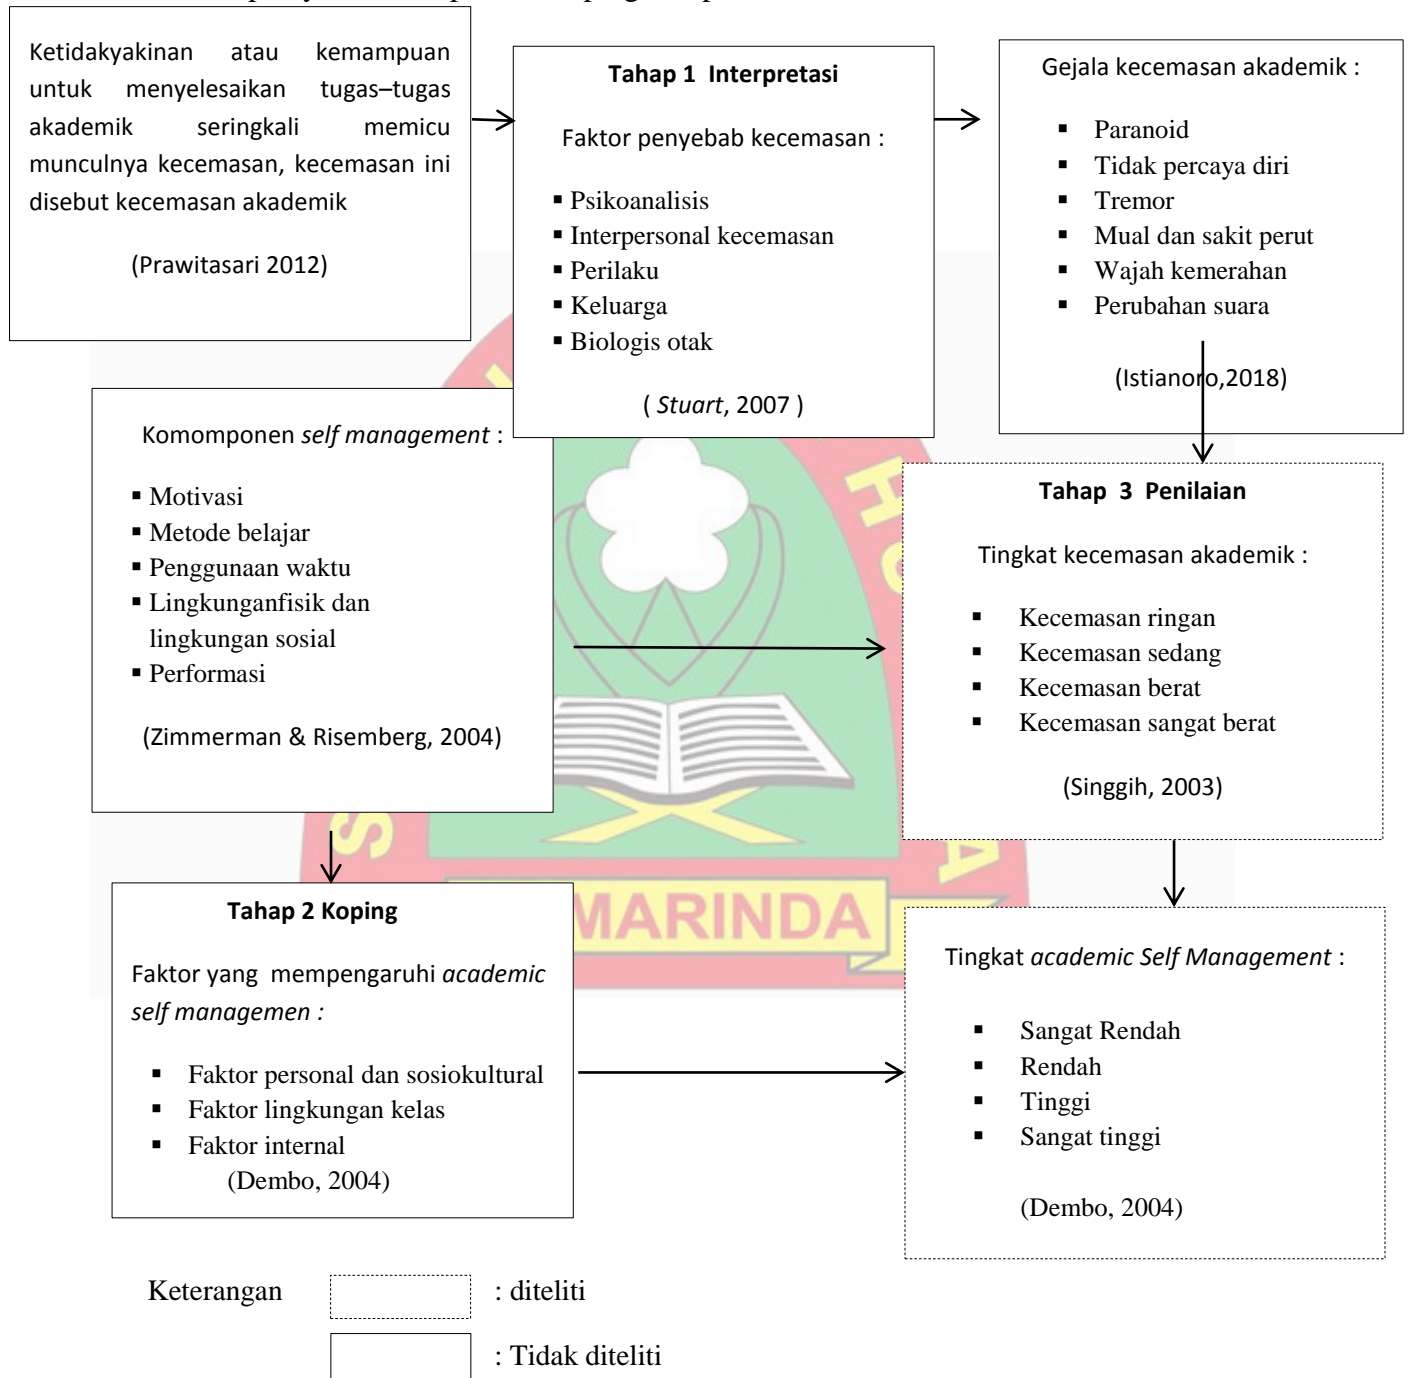 Ketidakyakinan atau kemampuan
untuk menyelesaikan tugas–tugas
akademik seringkali memicu
munculnya kecemasan, kecemasan ini
disebut kecemasan akademik
(Prawitasari 2012)
Tahap 1 Interpretasi
Faktor penyebab kecemasan :
▪ Psikoanalisis
▪ Interpersonal kecemasan
▪ Perilaku
▪ Keluarga
▪ Biologis otak
( Stuart, 2007 )
Gejala kecemasan akademik :
▪ Paranoid
▪ Tidak percaya diri
▪ Tremor
▪ Mual dan sakit perut
▪ Wajah kemerahan
▪ Perubahan suara
(Istianoro,2018)
Komomponen self management :
▪ Motivasi
▪ Metode belajar
▪ Penggunaan waktu
▪ Lingkunganfisik dan
lingkungan sosial
▪ Performasi
(Zimmerman & Risemberg, 2004)
Tahap 3 Penilaian
Tingkat kecemasan akademik :
▪ Kecemasan ringan
▪ Kecemasan sedang
▪ Kecemasan berat
▪ Kecemasan sangat berat
(Singgih, 2003)
Tahap 2 Koping
Faktor yang mempengaruhi academic
self managemen :
▪ Faktor personal dan sosiokultural
▪ Faktor lingkungan kelas
▪ Faktor internal
(Dembo, 2004)
MARINDA
Tingkat academic Self Management :
▪ Sangat Rendah
▪ Rendah
▪ Tinggi
▪ Sangat tinggi
(Dembo, 2004)
Keterangan : diteliti
: Tidak diteliti